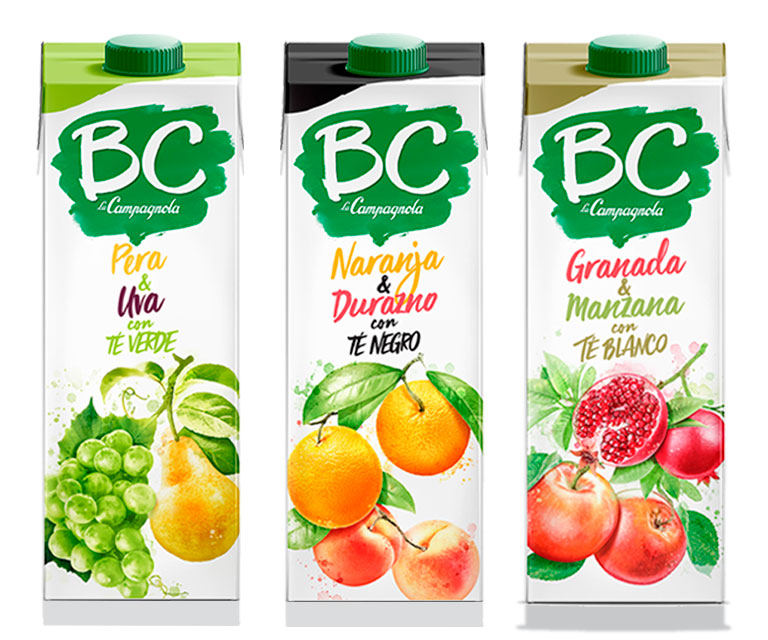 BC
La Campagnola
Pera
&
Uva
con
TÉ VERDE
BC
La Campagnola
Naranja
&
Durazno
con
TÉ NEGRO
BC
La Campagnola
Granada
&
Manzana
con
TÉ BLANCO